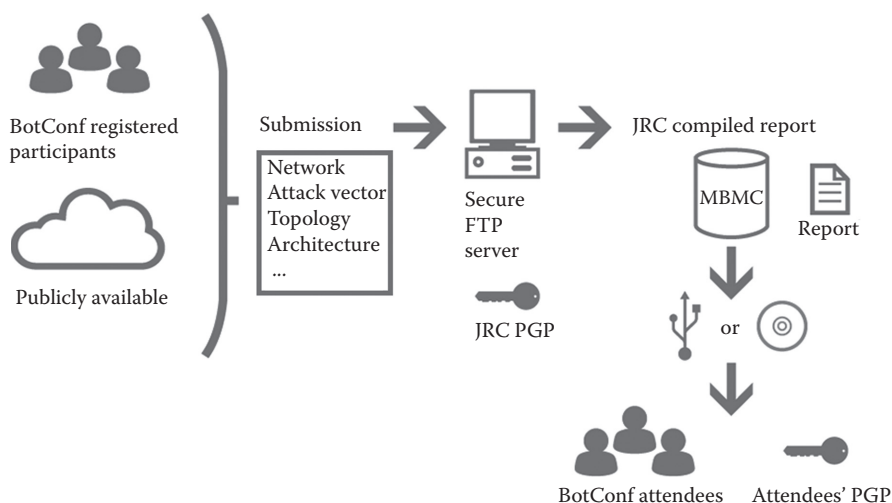 BotConf registered
participants
Publicly available
Submission
Network
Attack vector
Topology
Architecture
...
Secure
FTP
server
JRC PGP
JRC compiled report
MBMC
Report
or
BotConf attendees
Attendees’ PGP